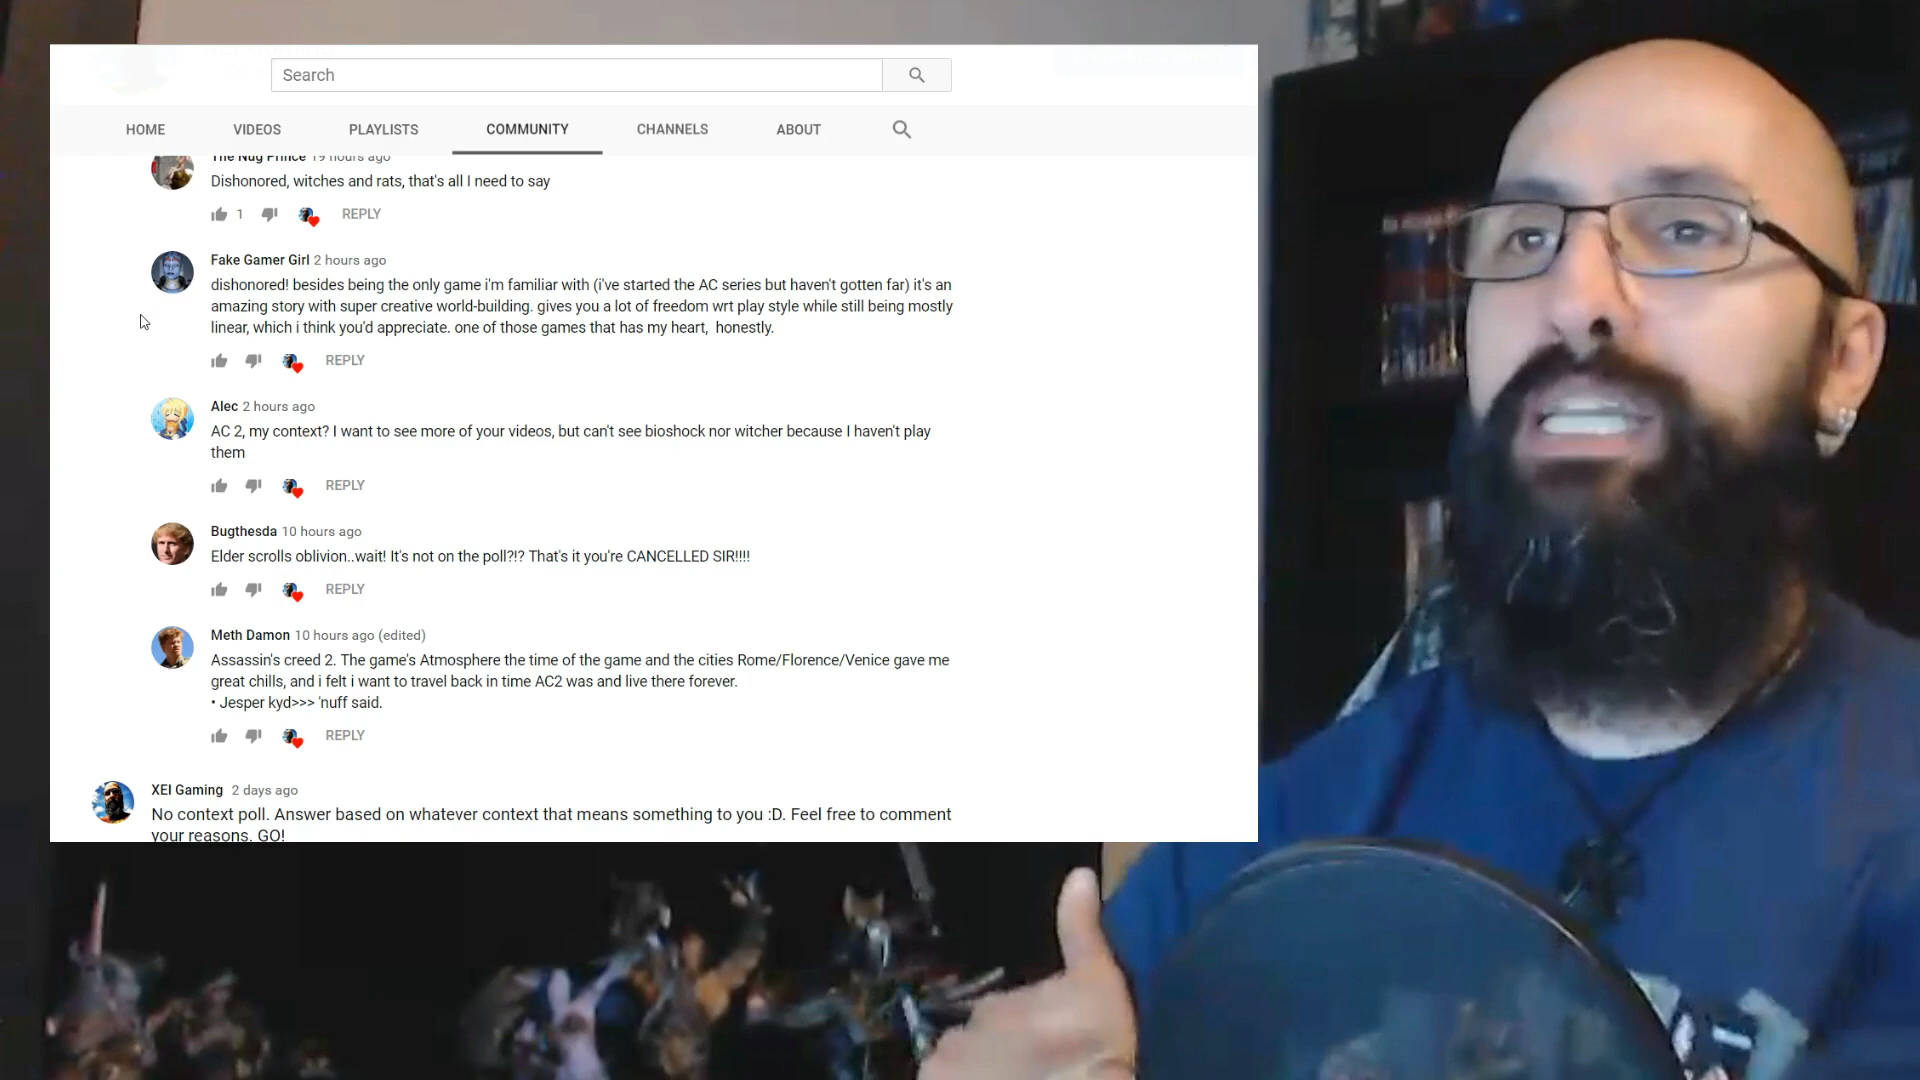 Search
HOME VIDEOS PLAYLISTS COMMUNITY CHANNELS ABOUT
The Nug Prince 19 hours ago
Dishonored, witches and rats, that's all I need to say
1 REPLY
Fake Gamer Girl 2 hours ago
dishonored! besides being the only game i'm familiar with (i've started the AC series but haven't gotten far) it's an
amazing story with super creative world-building. gives you a lot of freedom wrt play style while still being mostly
linear, which i think you'd appreciate. one of those games that has my heart, honestly.
REPLY
Alec 2 hours ago
AC 2, my context? I want to see more of your videos, but can't see bioshock nor witcher because I haven't play
them
REPLY
Bugthesda 10 hours ago
Elder scrolls oblivion..wait! It's not on the poll?!? That's it you're CANCELLED SIR!!!!
REPLY
Meth Damon 10 hours ago (edited)
Assassin's creed 2. The game's Atmosphere the time of the game and the cities Rome/Florence/Venice gave me
great chills, and i felt i want to travel back in time AC2 was and live there forever.
• Jesper kyd>>> 'nuff said.
REPLY
XEI Gaming 2 days ago
No context poll. Answer based on whatever context that means something to you :D. Feel free to comment
your reasons. GO!